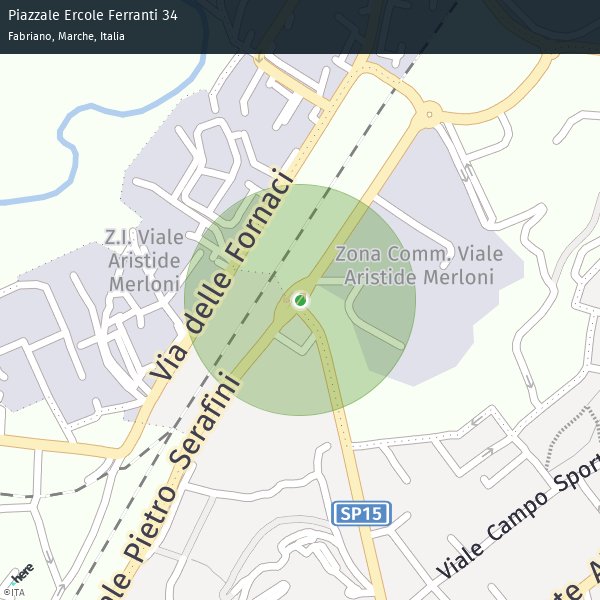 Piazzale Ercole Ferranti 34
Fabriano, Marche, Italia
Via delle Fornaci
Z.I. Viale
Aristide
Merloni
Zona Comm. Viale
Aristide Merloni
ale Pietro Serafini
SP15
Viale Campo Sport
te A
here
©ITA